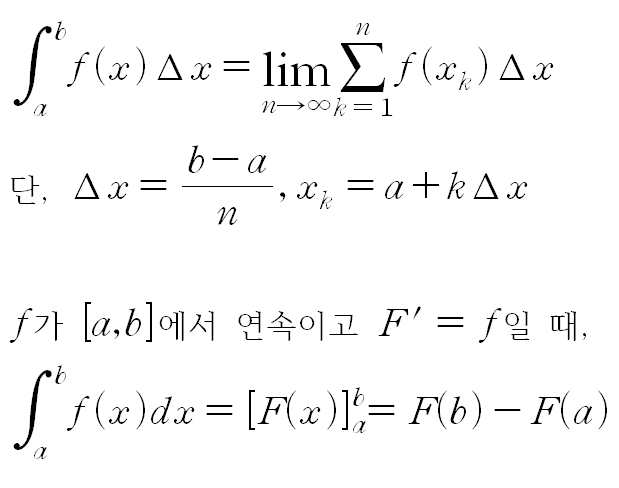 ∫_a^b f(x) Δx = lim_{n→∞} ∑_{k=1}^{n} f(x_k) Δx
단, Δx = (b−a)/n, x_k = a + kΔx
f가 [a,b]에서 연속이고 F′ = f일 때,
∫_a^b f(x)dx = [F(x)]_a^b = F(b) − F(a)